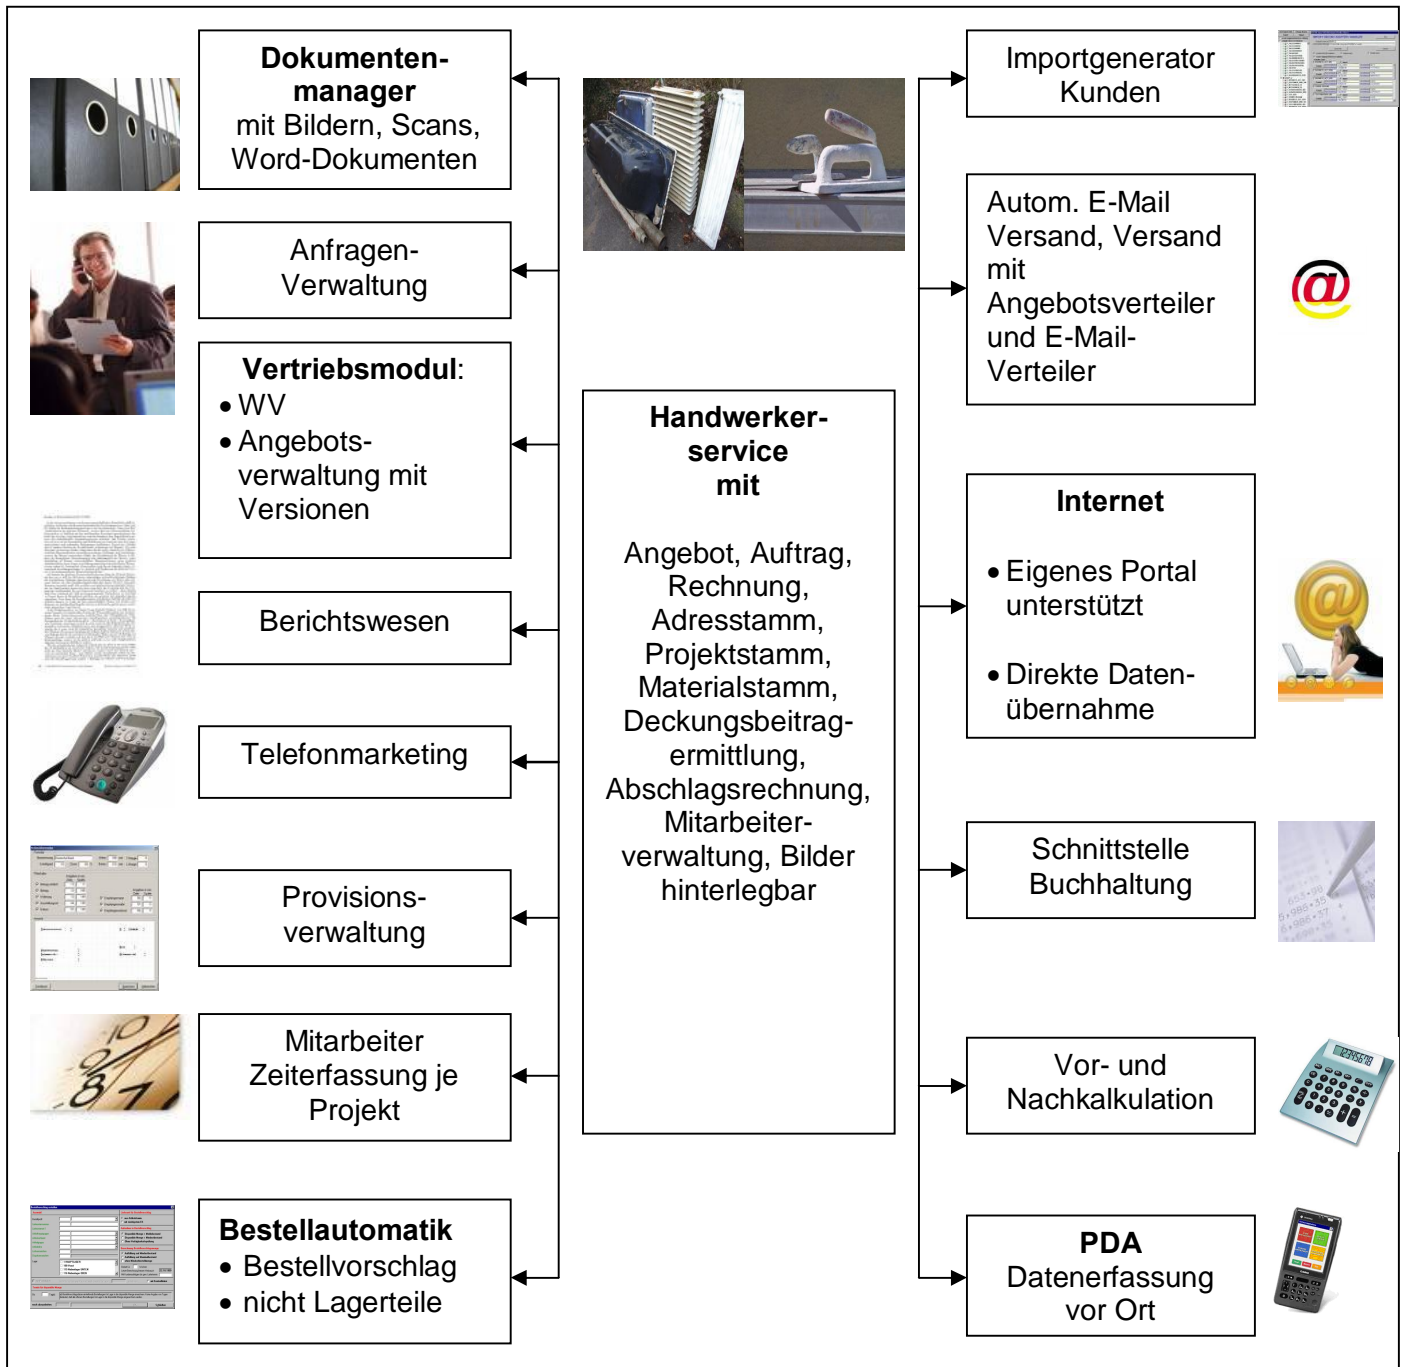 Dokumenten-
manager
mit Bildern, Scans,
Word-Dokumenten
Anfragen-
Verwaltung
Vertriebsmodul:
• WV
• Angebots-
verwaltung mit
Versionen
Berichtswesen
Telefonmarketing
Provisions-
verwaltung
Mitarbeiter
Zeiterfassung je
Projekt
Bestellautomatik
• Bestellvorschlag
• nicht Lagerteile
Handwerker-
service
mit
Angebot, Auftrag,
Rechnung,
Adresstamm,
Projektstamm,
Materialstamm,
Deckungsbeitrag-
ermittlung,
Abschlagsrechnung,
Mitarbeiter-
verwaltung, Bilder
hinterlegbar
Importgenerator
Kunden
Autom. E-Mail
Versand, Versand
mit
Angebotsverteiler
und E-Mail-
Verteiler
@
Internet
• Eigenes Portal
unterstützt
• Direkte Daten-
übernahme
@
Schnittstelle
Buchhaltung
Vor- und
Nachkalkulation
12345678
PDA
Datenerfassung
vor Ort